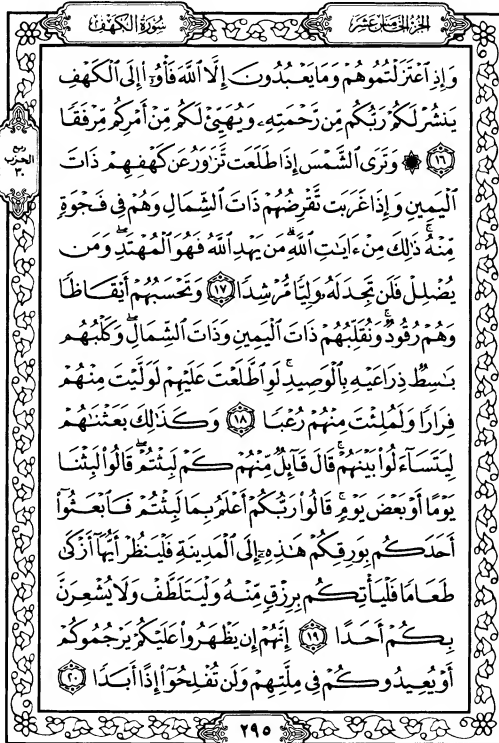 الجزء الخامس عشر
سورة الكهف
وَإِذِ ٱعْتَزَلْتُمُوهُمْ وَمَا يَعْبُدُونَ إِلَّا ٱللَّهَ فَأْوُۥٓا۟ إِلَى ٱلْكَهْفِ
يَنشُرْ لَكُمْ رَبُّكُم مِّن رَّحْمَتِهِۦ وَيُهَيِّئْ لَكُم مِّنْ أَمْرِكُم مِّرْفَقًا
١٦ ۞ وَتَرَى ٱلشَّمْسَ إِذَا طَلَعَت تَّزَٰوَرُ عَن كَهْفِهِمْ ذَاتَ
ٱلْيَمِينِ وَإِذَا غَرَبَت تَّقْرِضُهُمْ ذَاتَ ٱلشِّمَالِ وَهُمْ فِى فَجْوَةٍ
مِّنْهُ ۚ ذَٰلِكَ مِنْ ءَايَٰتِ ٱللَّهِ ۗ مَن يَهْدِ ٱللَّهُ فَهُوَ ٱلْمُهْتَدِ ۖ وَمَن
يُضْلِلْ فَلَن تَجِدَ لَهُۥ وَلِيًّا مُّرْشِدًا ١٧ وَتَحْسَبُهُمْ أَيْقَاظًا
وَهُمْ رُقُودٌ ۚ وَنُقَلِّبُهُمْ ذَاتَ ٱلْيَمِينِ وَذَاتَ ٱلشِّمَالِ ۖ وَكَلْبُهُم
بَٰسِطٌ ذِرَاعَيْهِ بِٱلْوَصِيدِ ۚ لَوِ ٱطَّلَعْتَ عَلَيْهِمْ لَوَلَّيْتَ مِنْهُمْ
فِرَارًا وَلَمُلِئْتَ مِنْهُمْ رُعْبًا ١٨ وَكَذَٰلِكَ بَعَثْنَٰهُمْ
لِيَتَسَآءَلُوا۟ بَيْنَهُمْ ۚ قَالَ قَآئِلٌ مِّنْهُمْ كَمْ لَبِثْتُمْ ۖ قَالُوا۟ لَبِثْنَا
يَوْمًا أَوْ بَعْضَ يَوْمٍ ۚ قَالُوا۟ رَبُّكُمْ أَعْلَمُ بِمَا لَبِثْتُمْ فَٱبْعَثُوٓا۟
أَحَدَكُم بِوَرِقِكُمْ هَٰذِهِۦٓ إِلَى ٱلْمَدِينَةِ فَلْيَنظُرْ أَيُّهَآ أَزْكَىٰ
طَعَامًا فَلْيَأْتِكُم بِرِزْقٍ مِّنْهُ وَلْيَتَلَطَّفْ وَلَا يُشْعِرَنَّ
بِكُمْ أَحَدًا ١٩ إِنَّهُمْ إِن يَظْهَرُوا۟ عَلَيْكُمْ يَرْجُمُوكُمْ
أَوْ يُعِيدُوكُمْ فِى مِلَّتِهِمْ وَلَن تُفْلِحُوٓا۟ إِذًا أَبَدًا ٢٠
ربع
الحزب
٣٠
٢٩٥